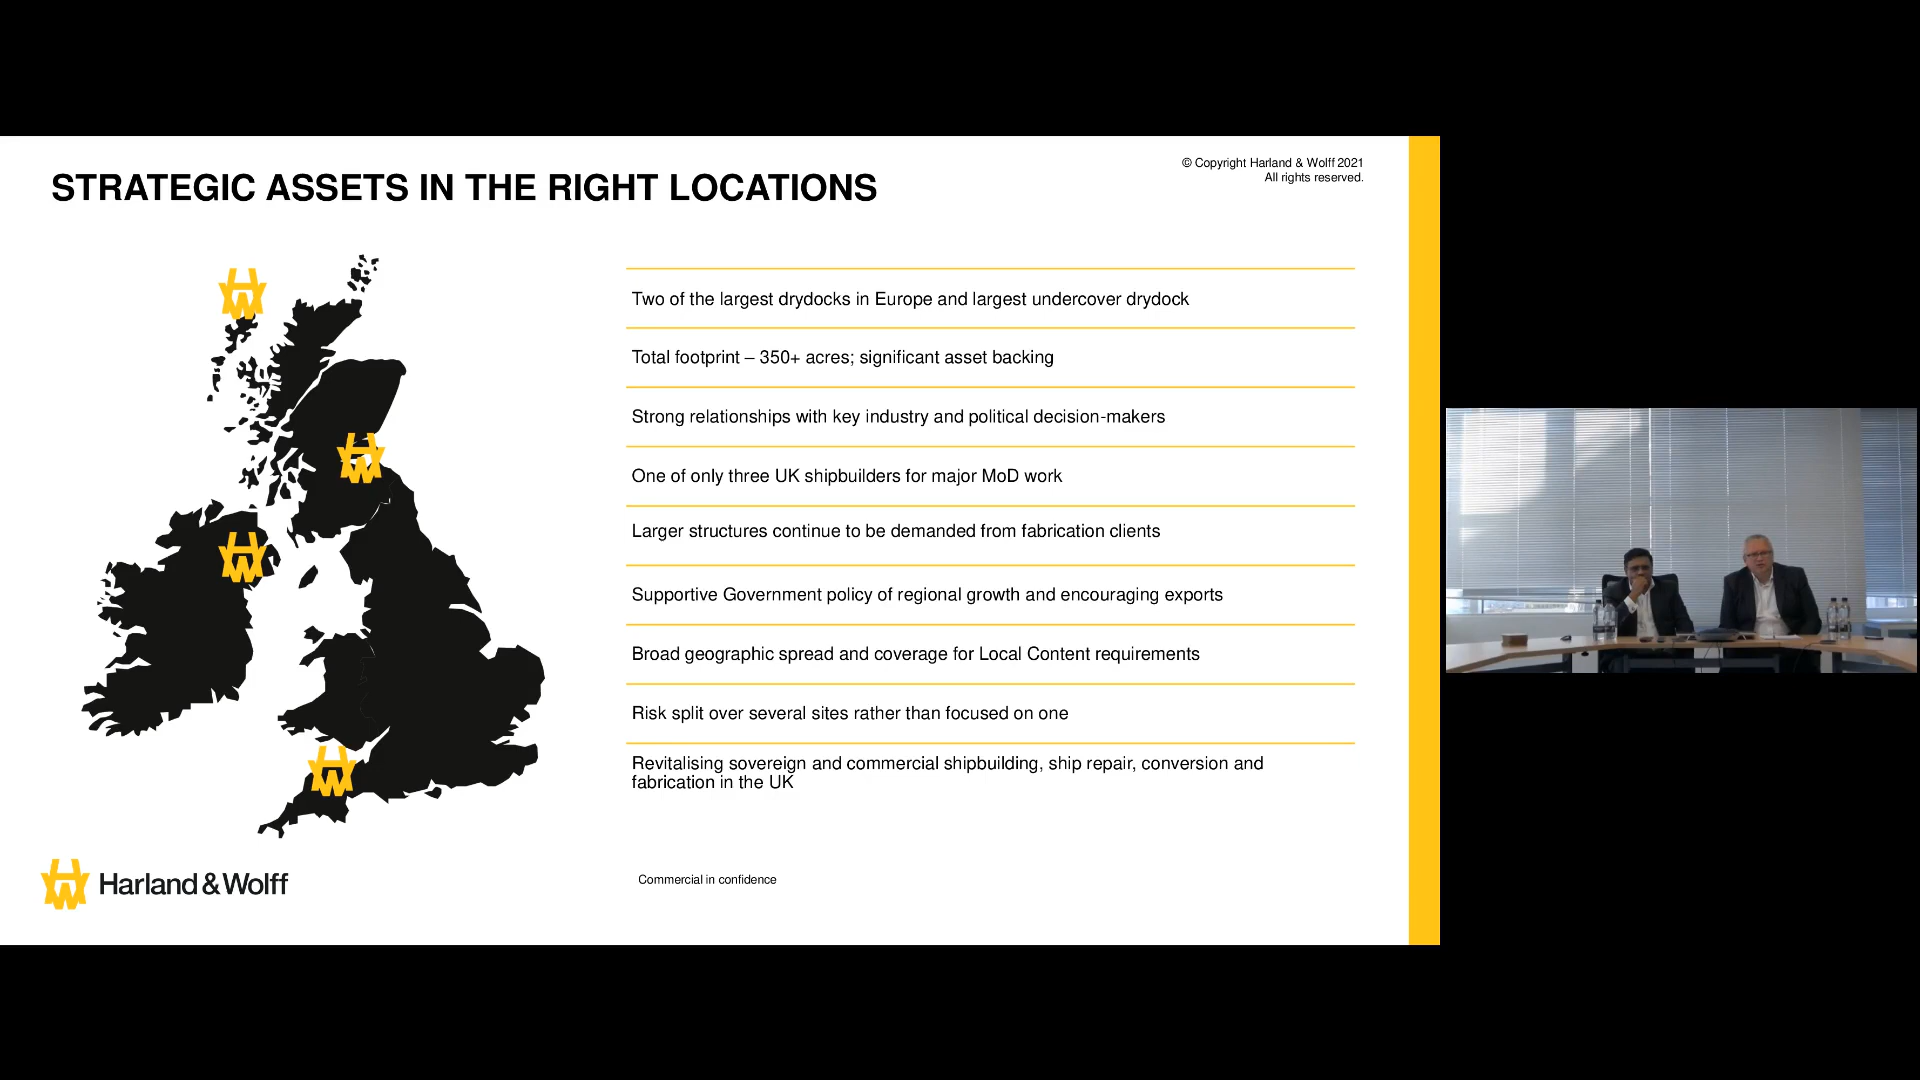 STRATEGIC ASSETS IN THE RIGHT LOCATIONS
© Copyright Harland & Wolff 2021
All rights reserved.
Two of the largest drydocks in Europe and largest undercover drydock
Total footprint – 350+ acres; significant asset backing
Strong relationships with key industry and political decision-makers
One of only three UK shipbuilders for major MoD work
Larger structures continue to be demanded from fabrication clients
Supportive Government policy of regional growth and encouraging exports
Broad geographic spread and coverage for Local Content requirements
Risk split over several sites rather than focused on one
Revitalising sovereign and commercial shipbuilding, ship repair, conversion and
fabrication in the UK
Harland & Wolff
Commercial in confidence